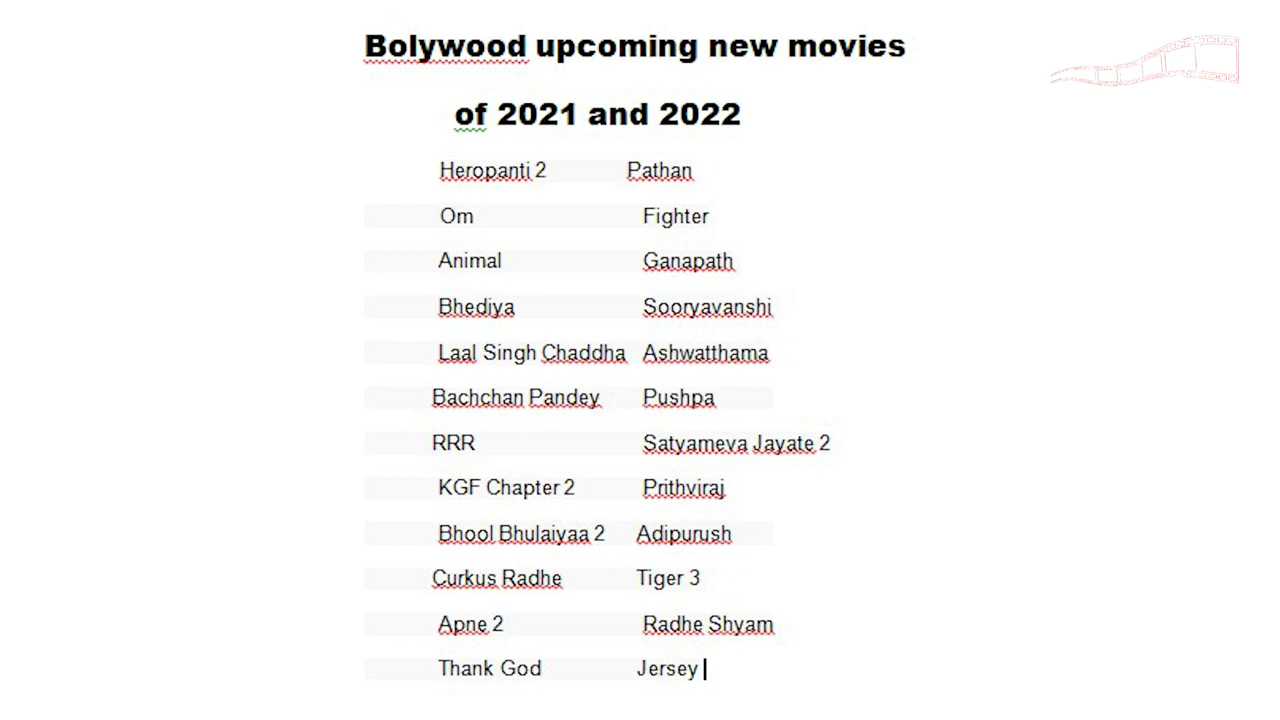 Bolywood upcoming new movies
of 2021 and 2022
Heropanti 2 Pathan
Om Fighter
Animal Ganapath
Bhediya Sooryavanshi
Laal Singh Chaddha Ashwatthama
Bachchan Pandey Pushpa
RRR Satyameva Jayate 2
KGF Chapter 2 Prithviraj
Bhool Bhulaiyaa 2 Adipurush
Curkus Radhe Tiger 3
Apne 2 Radhe Shyam
Thank God Jersey